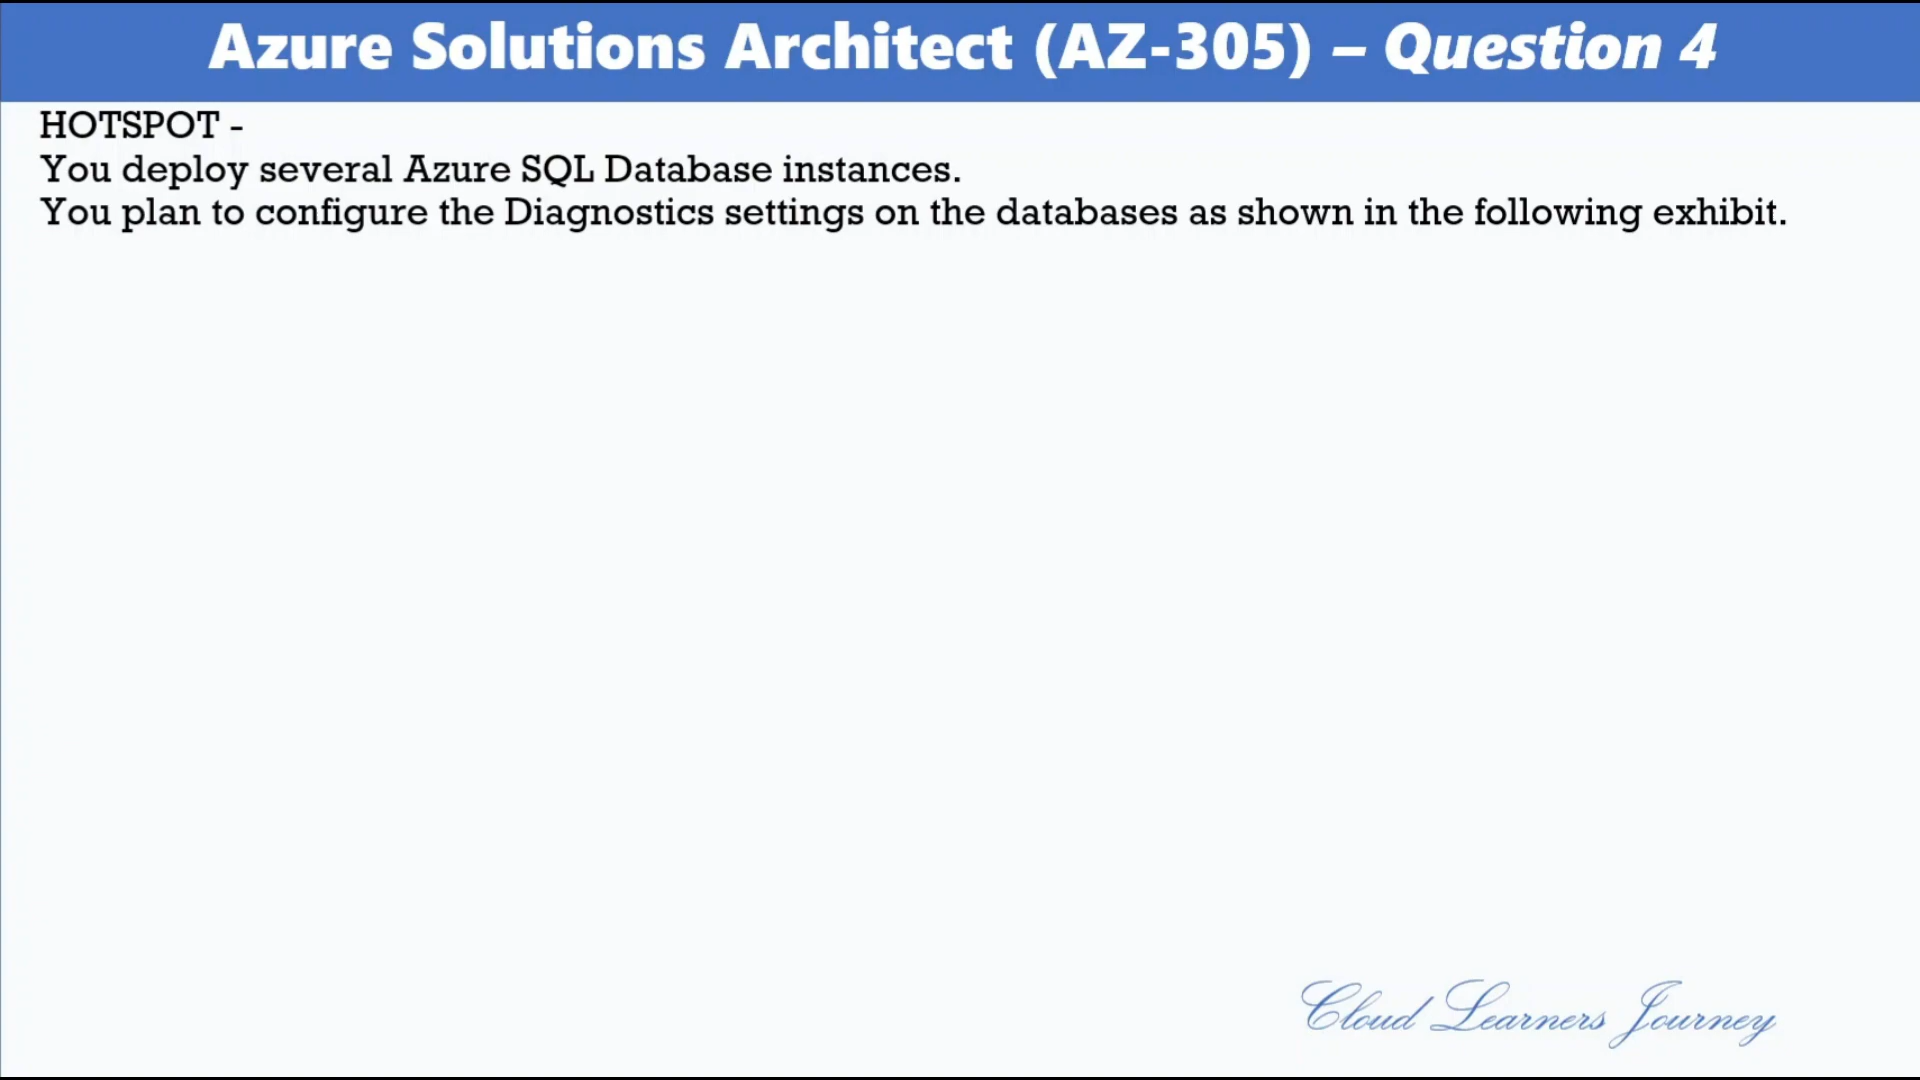 Azure Solutions Architect (AZ-305) – Question 4
HOTSPOT -
You deploy several Azure SQL Database instances.
You plan to configure the Diagnostics settings on the databases as shown in the following exhibit.
Cloud Learners Journey